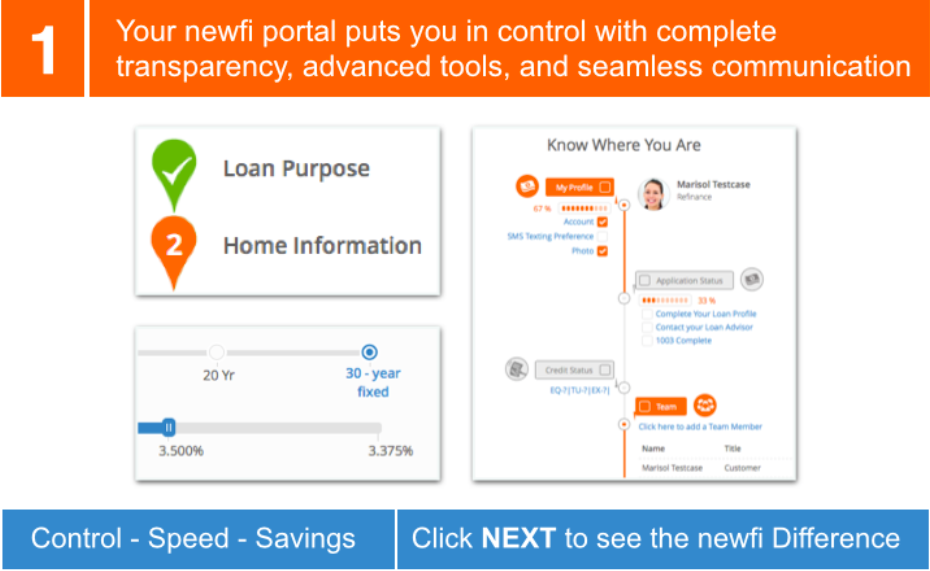 1
Your newfi portal puts you in control with complete
transparency, advanced tools, and seamless communication
Loan Purpose
2
Home Information
20 Yr
30 - year
fixed
3.500%
3.375%
Know Where You Are
My Profile
Marisol Testcase
Refinance
67 %
Account
SMS Texting Preference
Photo
Application Status
33 %
Complete Your Loan Profile
Contact your Loan Advisor
1003 Complete
Credit Status
EQ-?|TU-?|EX-?|
Team
Click here to add a Team Member
Name Title
Marisol Testcase Customer
Control - Speed - Savings
Click NEXT to see the newfi Difference